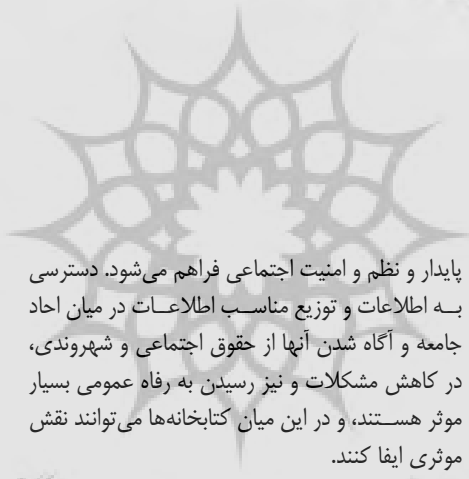 پایدار و نظم و امنیت اجتماعی فراهم می‌شود. دسترسی
بـه اطلاعات و توزیع مناسـب اطلاعـات در میان احاد
جامعه و آگاه شدن آنها از حقوق اجتماعی و شهروندی،
در کاهش مشکلات و نیز رسیدن به رفاه عمومی بسیار
موثر هسـتند، و در این میان کتابخانه‌ها می‌توانند نقش
موثری ایفا کنند.